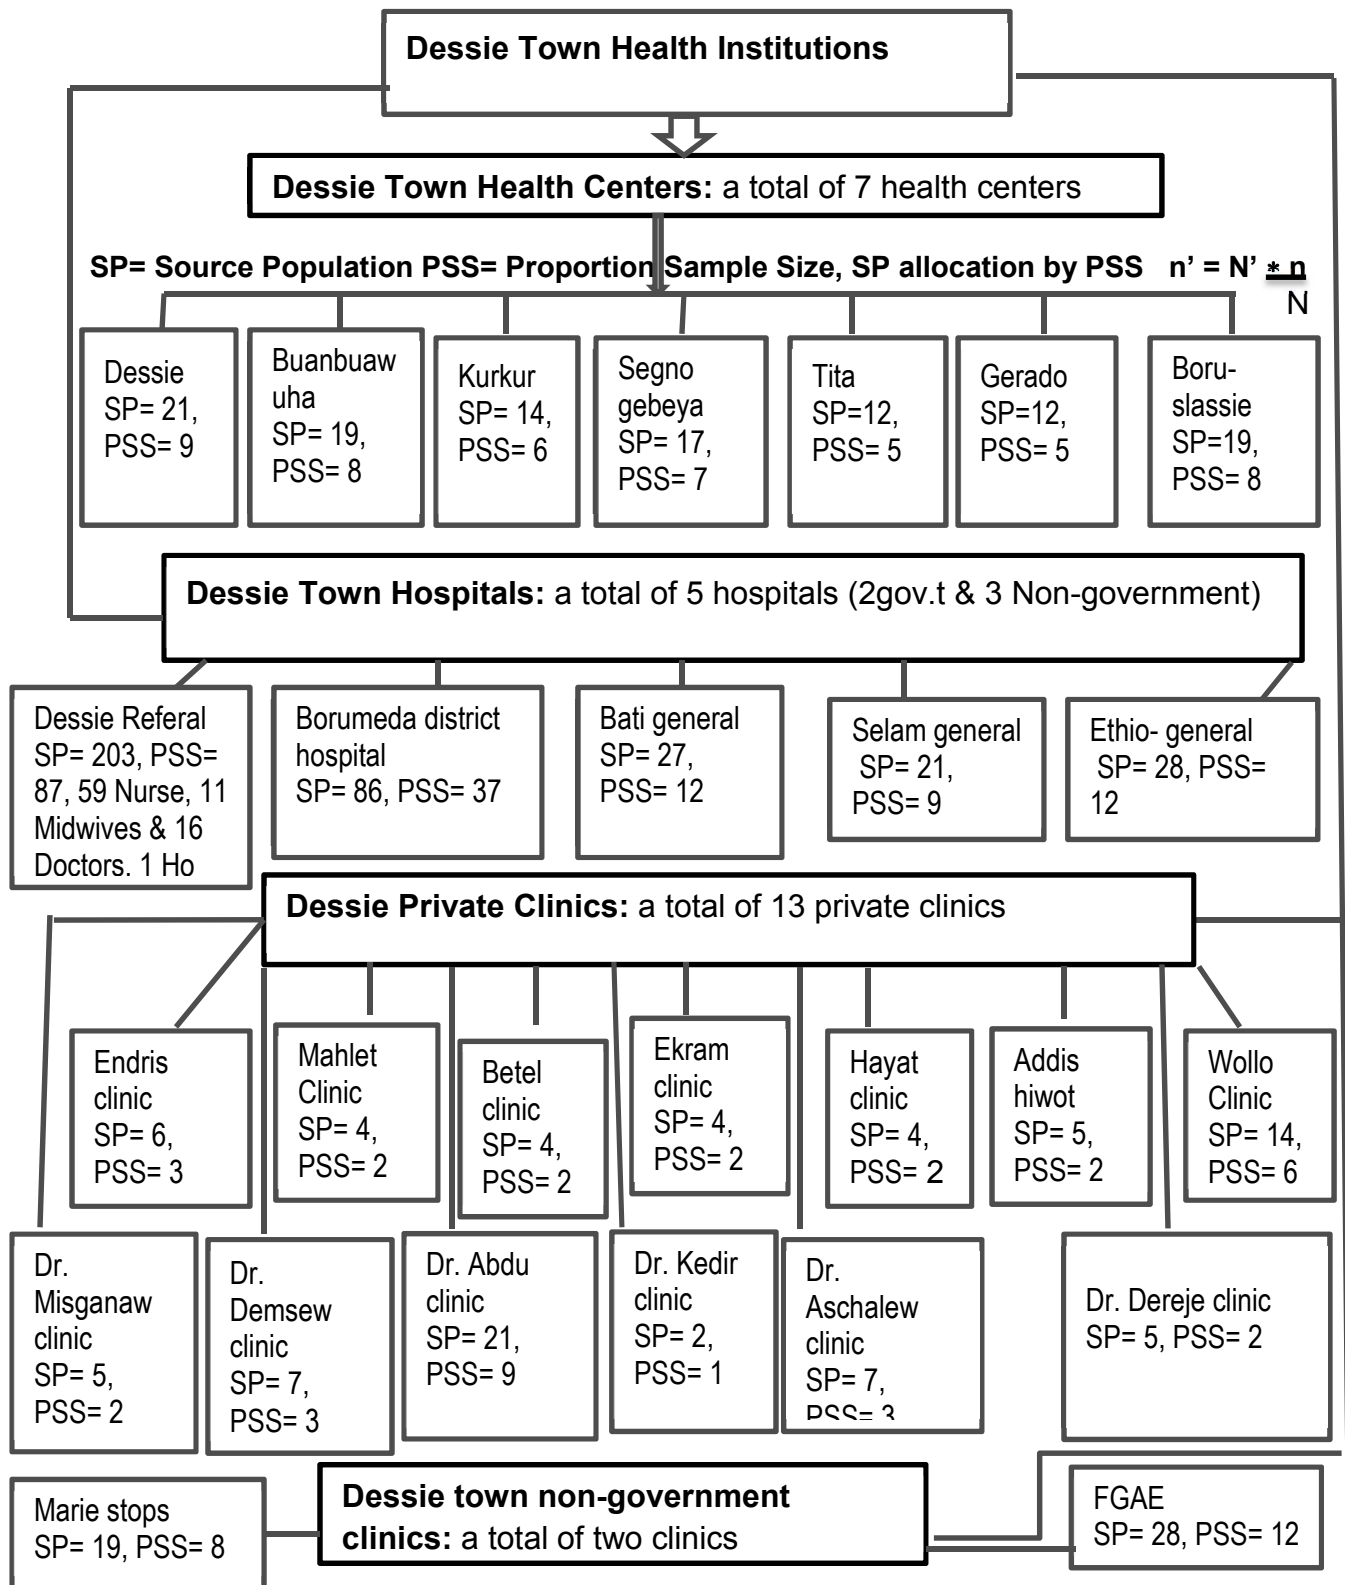 Dessie Town Health Institutions
Dessie Town Health Centers: a total of 7 health centers
SP= Source Population PSS= Proportion Sample Size, SP allocation by PSS n’ = N’ * n
N
Dessie
SP= 21,
PSS= 9
Buanbuaw
uha
SP= 19,
PSS= 8
Kurkur
SP= 14,
PSS= 6
Segno
gebeya
SP= 17,
PSS= 7
Tita
SP=12,
PSS= 5
Gerado
SP=12,
PSS= 5
Boru-
slassie
SP=19,
PSS= 8
Dessie Town Hospitals: a total of 5 hospitals (2gov.t & 3 Non-government)
Dessie Referal
SP= 203, PSS=
87, 59 Nurse, 11
Midwives & 16
Doctors. 1 Ho
Borumeda district
hospital
SP= 86, PSS= 37
Bati general
SP= 27,
PSS= 12
Selam general
SP= 21,
PSS= 9
Ethio- general
SP= 28, PSS=
12
Dessie Private Clinics: a total of 13 private clinics
Endris
clinic
SP= 6,
PSS= 3
Mahlet
Clinic
SP= 4,
PSS= 2
Betel
clinic
SP= 4,
PSS= 2
Ekram
clinic
SP= 4,
PSS= 2
Hayat
clinic
SP= 4,
PSS= 2
Addis
hiwot
SP= 5,
PSS= 2
Wollo
Clinic
SP= 14,
PSS= 6
Dr.
Misganaw
clinic
SP= 5,
PSS= 2
Dr.
Demsew
clinic
SP= 7,
PSS= 3
Dr. Abdu
clinic
SP= 21,
PSS= 9
Dr. Kedir
clinic
SP= 2,
PSS= 1
Dr.
Aschalew
clinic
SP= 7,
PSS= 3
Dr. Dereje clinic
SP= 5, PSS= 2
Marie stops
SP= 19, PSS= 8
Dessie town non-government
clinics: a total of two clinics
FGAE
SP= 28, PSS= 12